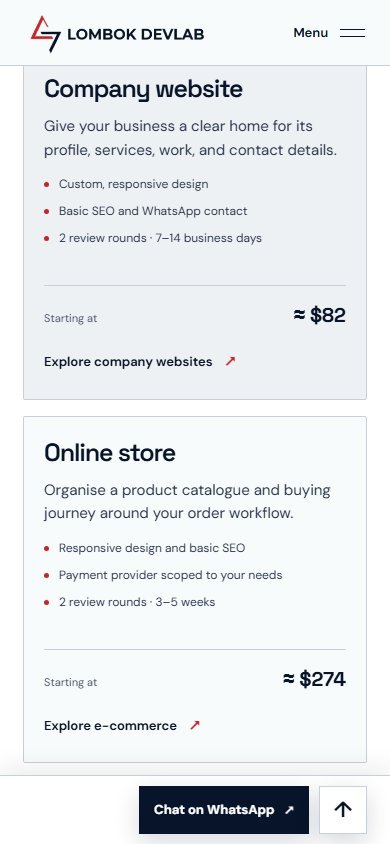 LOMBOK DEVLAB
Menu
Company website
Give your business a clear home for its
profile, services, work, and contact details.
Custom, responsive design
Basic SEO and WhatsApp contact
2 review rounds · 7–14 business days
Starting at
≈ $82
Explore company websites ↗
Online store
Organise a product catalogue and buying
journey around your order workflow.
Responsive design and basic SEO
Payment provider scoped to your needs
2 review rounds · 3–5 weeks
Starting at
≈ $274
Explore e-commerce ↗
Chat on WhatsApp ↗